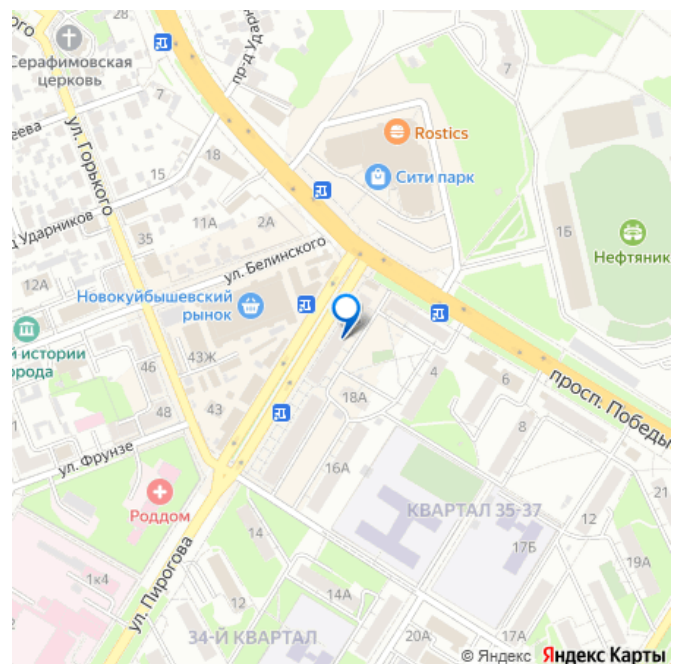 ого
Серафимовская
церковь
7
пр-д Удар
7
еева
ул. Горького
18
15
Rostics
Сити парк
д Ударников
11А
2А
35
ул. Белинского
1Б
Нефтяник
12А
Новокуйбышевский
рынок
й истории
орода
43Ж
46
4
6
просп. Победы
18А
48
43
8
1
ул. Фрунзе
16А
Роддом
КВАРТАЛ 35-37
21
12
14
17Б
19А
1к4
ул. Пирогова
12
14А
34-Й КВАРТАЛ
20А
17А
© Яндекс Яндекс Карты